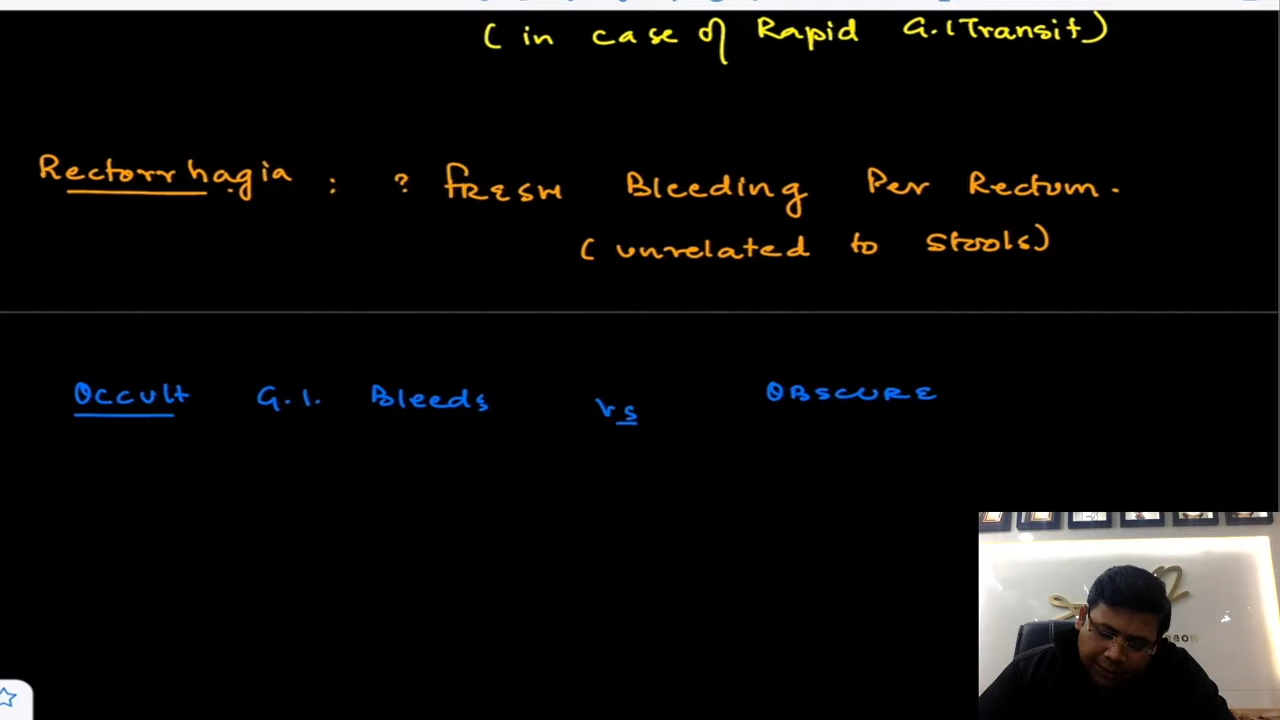 (in case of Rapid G.I Transit)
Rectorrhagia : ? FRESH Bleeding Per Rectum.
(unrelated to stools)
Occult G.I. Bleeds vs OBSCURE